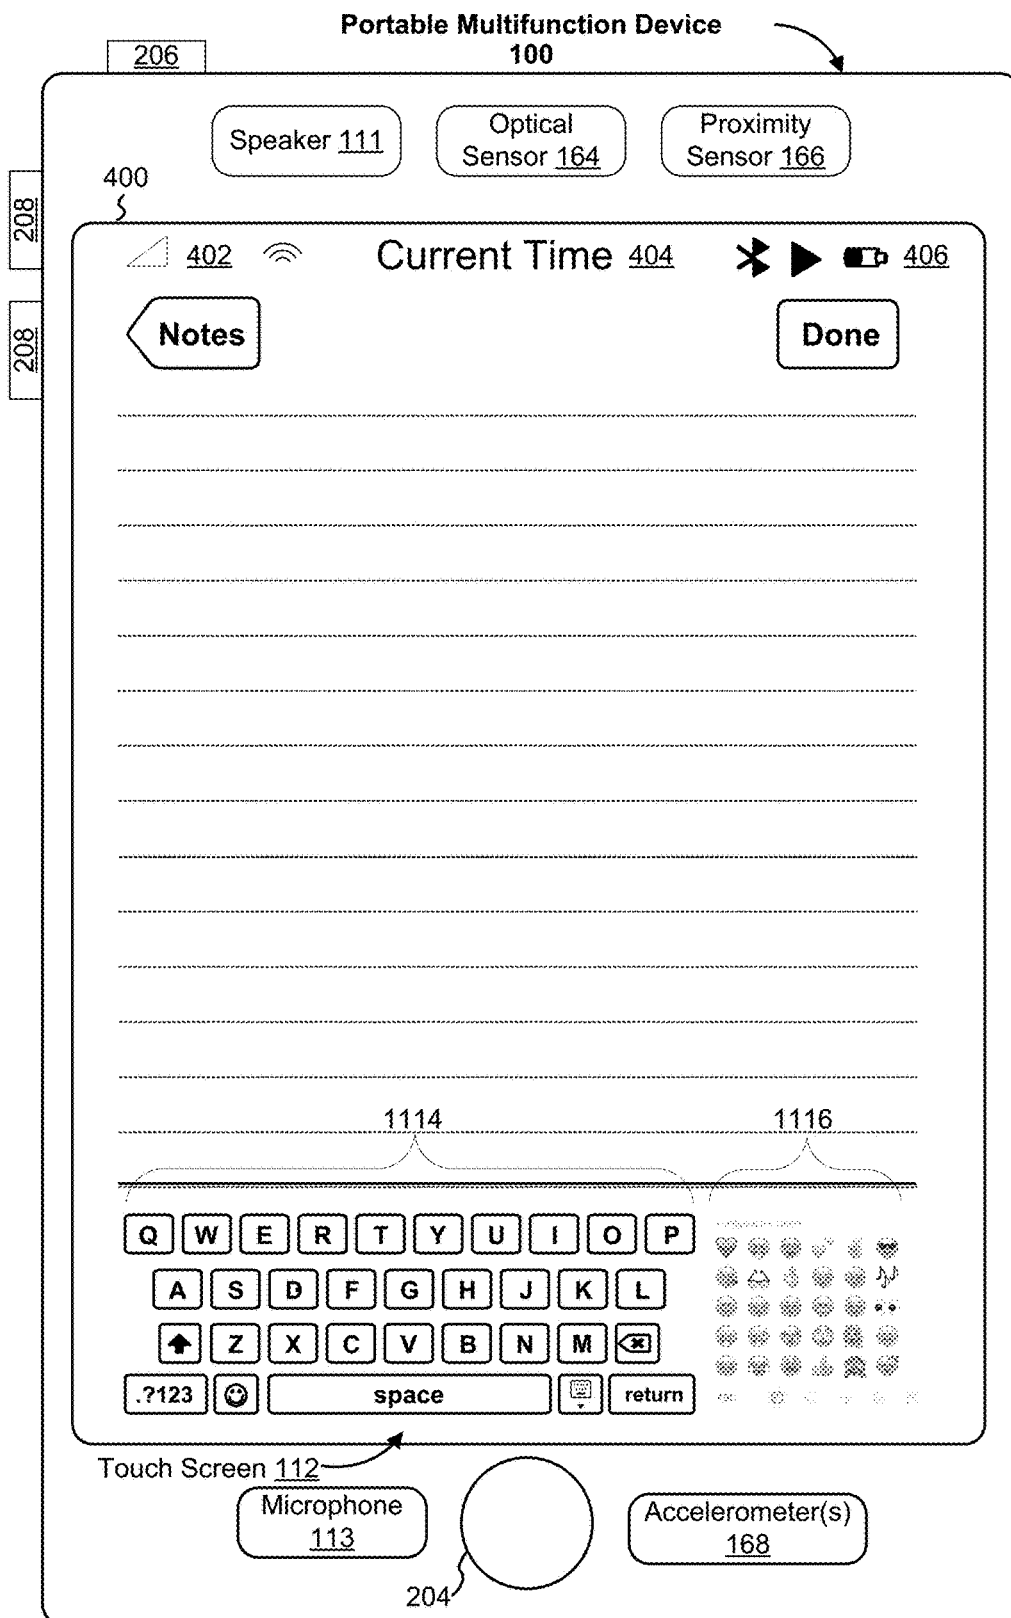 Portable Multifunction Device
100
206
Speaker 111
Optical
Sensor 164
Proximity
Sensor 166
208
208
400
402
Current Time 404
406
Notes
Done
1114
1116
Q W E R T Y U I O P
A S D F G H J K L
Z X C V B N M
.?123
space
return
Touch Screen 112
Microphone
113
204
Accelerometer(s)
168